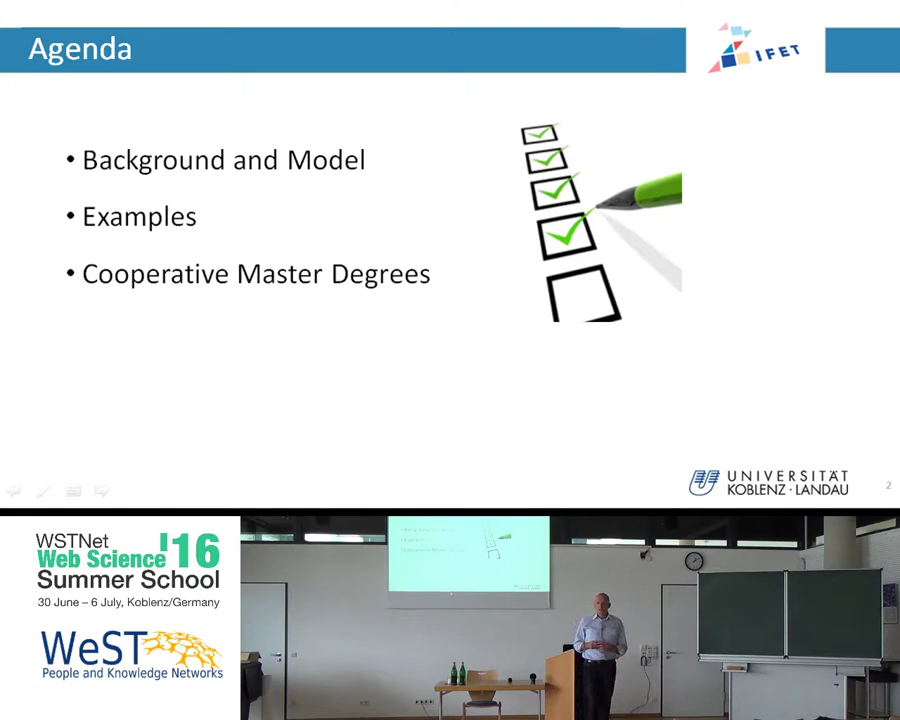 Agenda
IFET
• Background and Model
• Examples
• Cooperative Master Degrees
UNIVERSITÄT
KOBLENZ · LANDAU
2
WSTNet
Web Science '16
Summer School
30 June – 6 July, Koblenz/Germany
WeST
People and Knowledge Networks